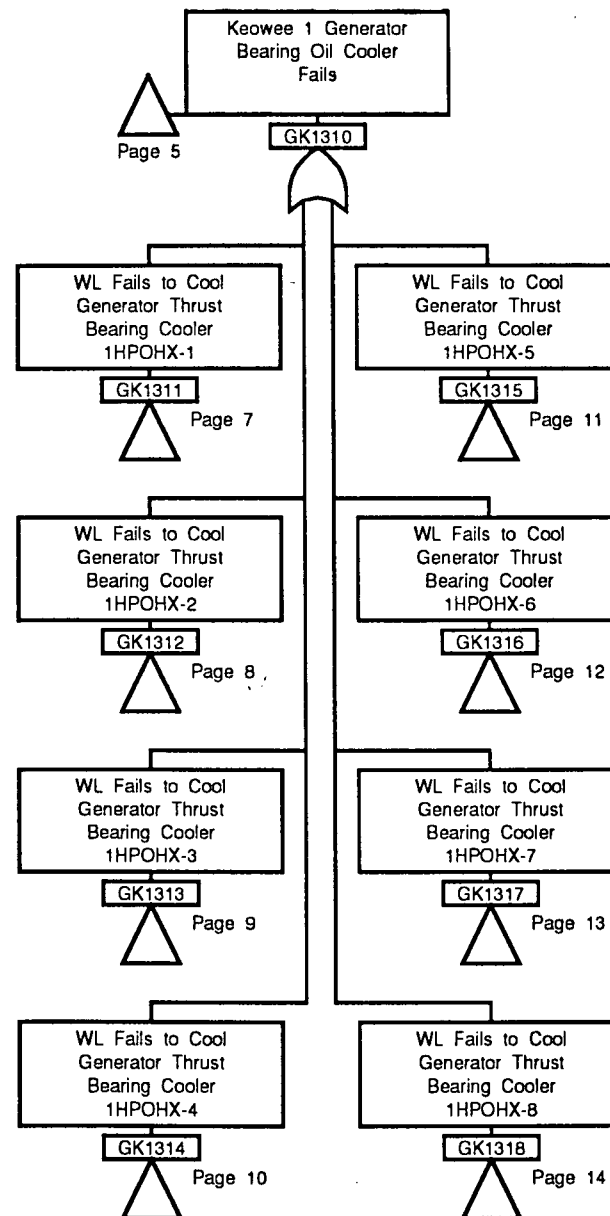 Keowee 1 Generator
Bearing Oil Cooler
Fails
Page 5
GK1310
WL Fails to Cool
Generator Thrust
Bearing Cooler
1HPOHX-1
GK1311
Page 7
WL Fails to Cool
Generator Thrust
Bearing Cooler
1HPOHX-5
GK1315
Page 11
WL Fails to Cool
Generator Thrust
Bearing Cooler
1HPOHX-2
GK1312
Page 8
WL Fails to Cool
Generator Thrust
Bearing Cooler
1HPOHX-6
GK1316
Page 12
WL Fails to Cool
Generator Thrust
Bearing Cooler
1HPOHX-3
GK1313
Page 9
WL Fails to Cool
Generator Thrust
Bearing Cooler
1HPOHX-7
GK1317
Page 13
WL Fails to Cool
Generator Thrust
Bearing Cooler
1HPOHX-4
GK1314
Page 10
WL Fails to Cool
Generator Thrust
Bearing Cooler
1HPOHX-8
GK1318
Page 14